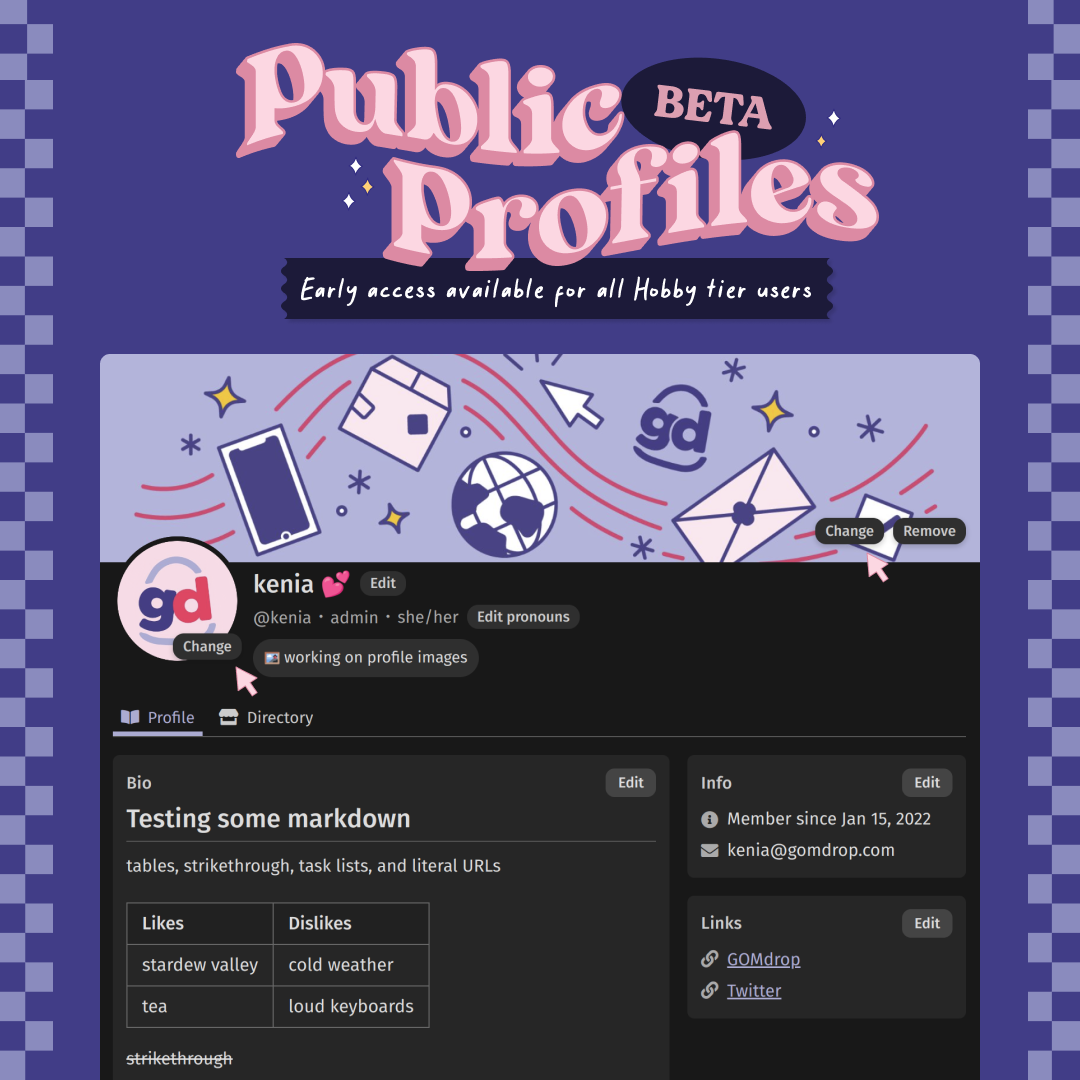 Public
BETA
Profiles
Early access available for all Hobby tier users
gd
Change Remove
gd
Change
kenia 💕 Edit
@kenia · admin · she/her Edit pronouns
🖼️ working on profile images
Profile Directory
Bio Edit
Testing some markdown
tables, strikethrough, task lists, and literal URLs
Likes Dislikes
stardew valley cold weather
tea loud keyboards
strikethrough
Info Edit
Member since Jan 15, 2022
kenia@gomdrop.com
Links Edit
GOMdrop
Twitter